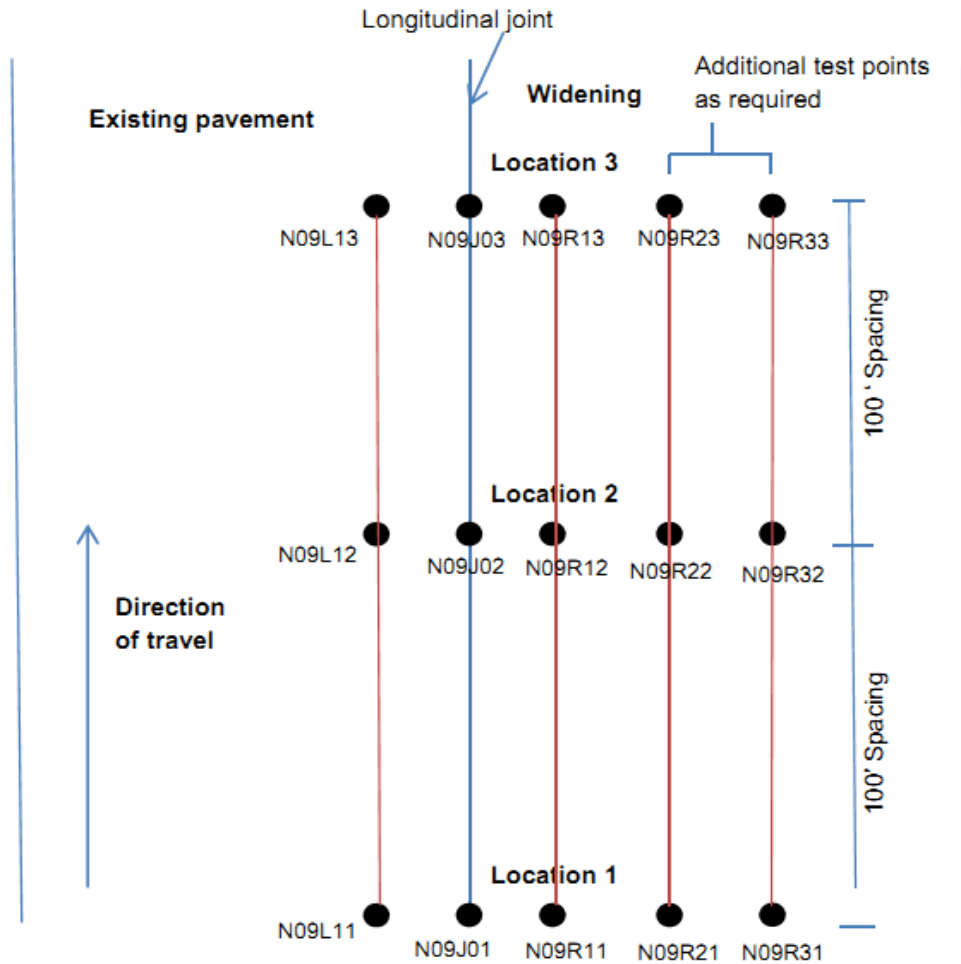 Longitudinal joint
Additional test points
as required
Widening
Existing pavement
Location 3
N09L13
N09J03
N09R13
N09R23
N09R33
100 ' Spacing
Location 2
N09L12
N09J02
N09R12
N09R22
N09R32
Direction
of travel
100' Spacing
Location 1
N09L11
N09J01
N09R11
N09R21
N09R31